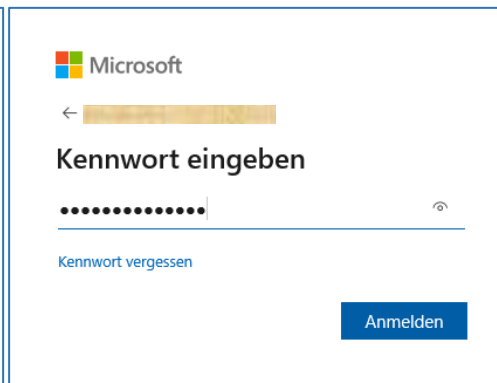 Microsoft
Kennwort eingeben
••••••••••••••
Kennwort vergessen
Anmelden